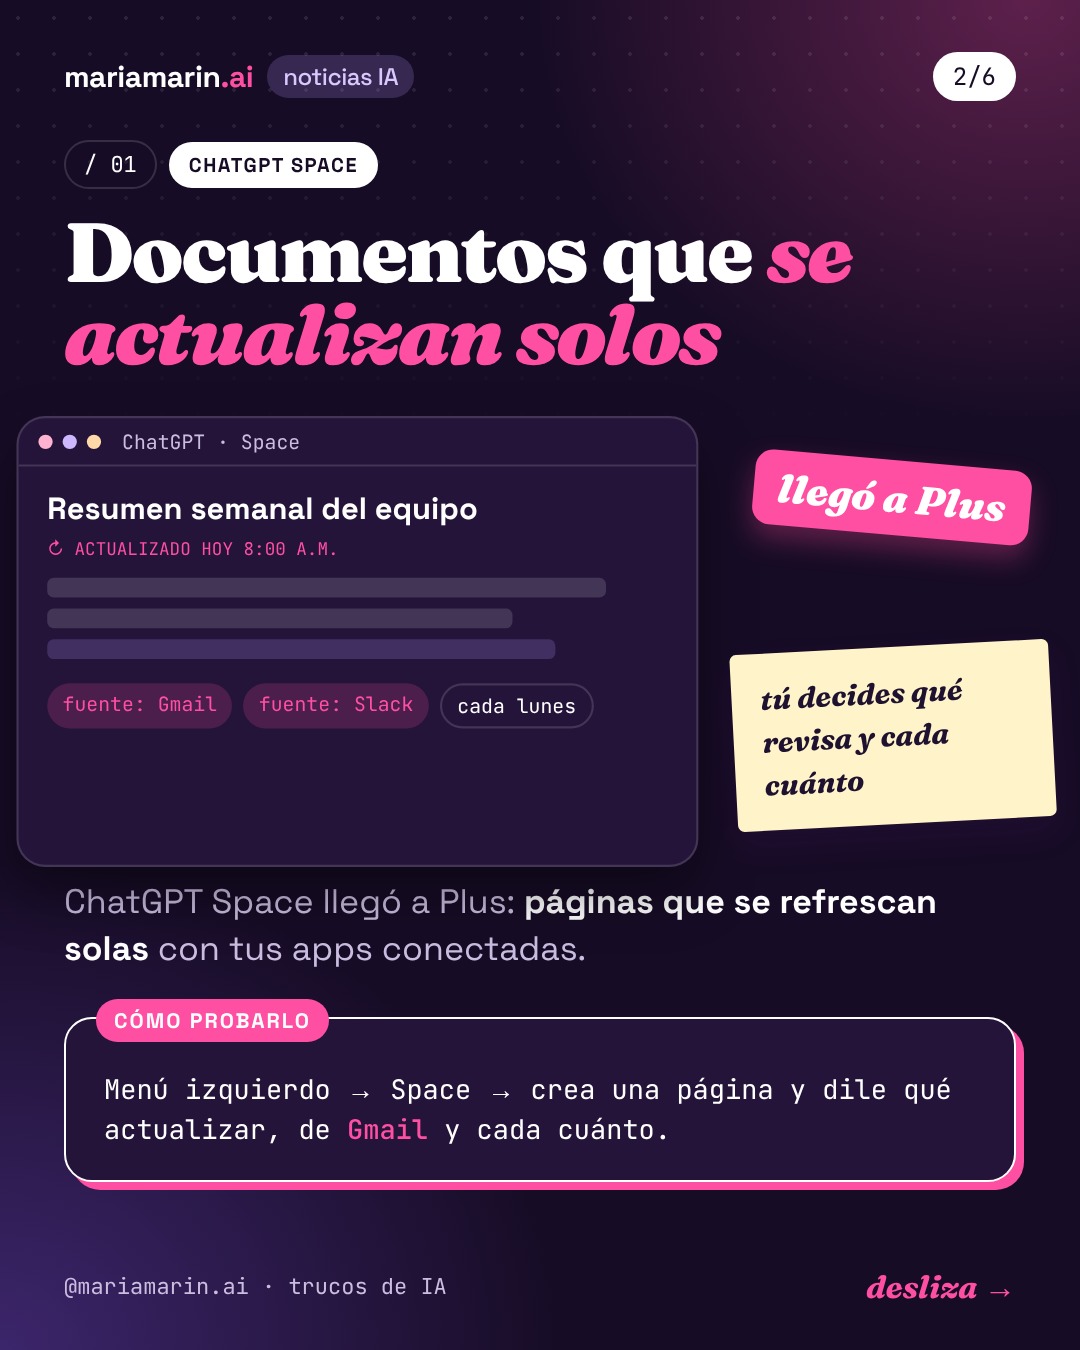 mariamarin.ai noticias IA
2/6
/ 01 CHATGPT SPACE
Documentos que se
actualizan solos
ChatGPT · Space
Resumen semanal del equipo
↻ ACTUALIZADO HOY 8:00 A.M.
fuente: Gmail fuente: Slack cada lunes
llegó a Plus
tú decides qué
revisa y cada
cuánto
ChatGPT Space llegó a Plus: páginas que se refrescan
solas con tus apps conectadas.
CÓMO PROBARLO
Menú izquierdo → Space → crea una página y dile qué
actualizar, de Gmail y cada cuánto.
@mariamarin.ai · trucos de IA
desliza →